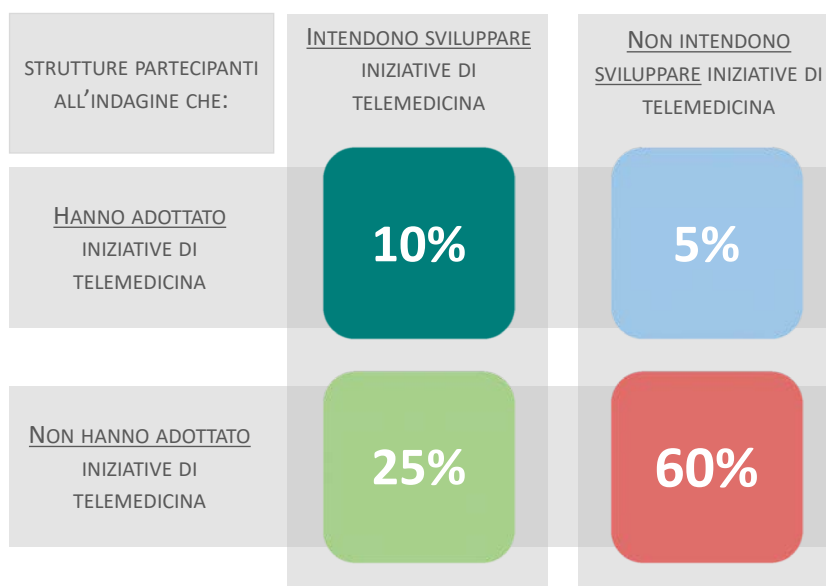 STRUTTURE PARTECIPANTI
ALL'INDAGINE CHE:
INTENDONO SVILUPPARE
INIZIATIVE DI
TELEMEDICINA
NON INTENDONO
SVILUPPARE INIZIATIVE DI
TELEMEDICINA
HANNO ADOTTATO
INIZIATIVE DI
TELEMEDICINA
10%
5%
NON HANNO ADOTTATO
INIZIATIVE DI
TELEMEDICINA
25%
60%